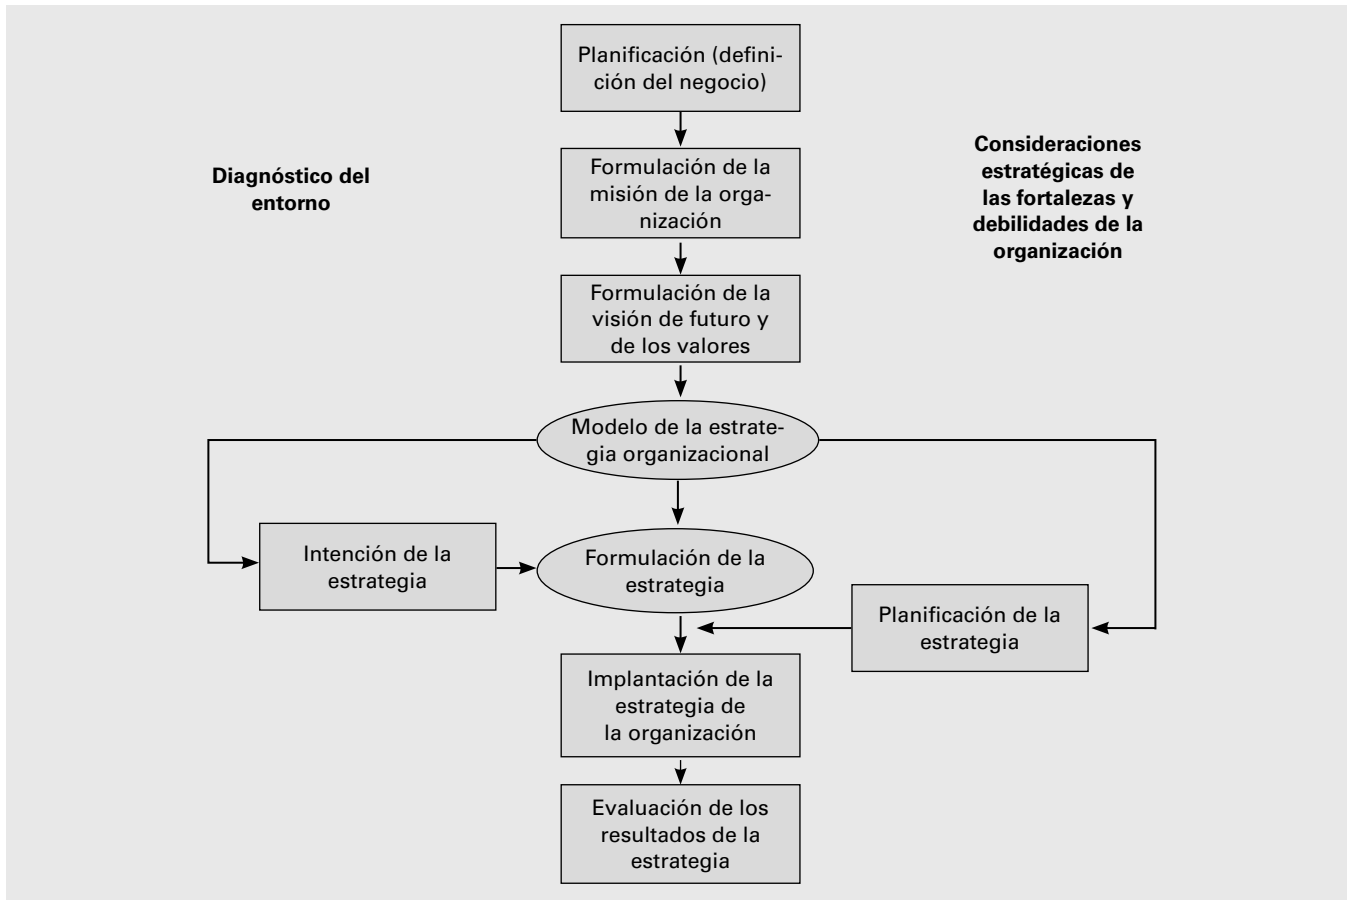 Planificación (defini-
ción del negocio)
Diagnóstico del
entorno
Formulación de la
misión de la orga-
nización
Consideraciones
estratégicas de
las fortalezas y
debilidades de la
organización
Formulación de la
visión de futuro y
de los valores
Modelo de la estrate-
gia organizacional
Intención de la
estrategia
Formulación de la
estrategia
Planificación de la
estrategia
Implantación de la
estrategia de
la organización
Evaluación de los
resultados de la
estrategia